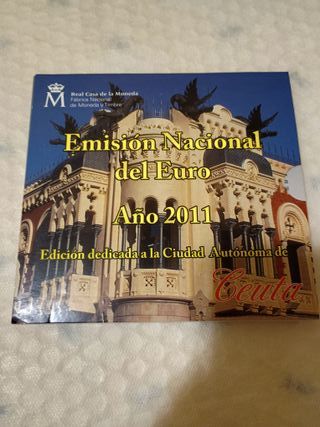 Real Casa de la Moneda
Fábrica Nacional
de Moneda y Timbre
M
Emisión Nacional
del Euro
Año 2011
Edición dedicada a la Ciudad Autónoma de
Ceuta